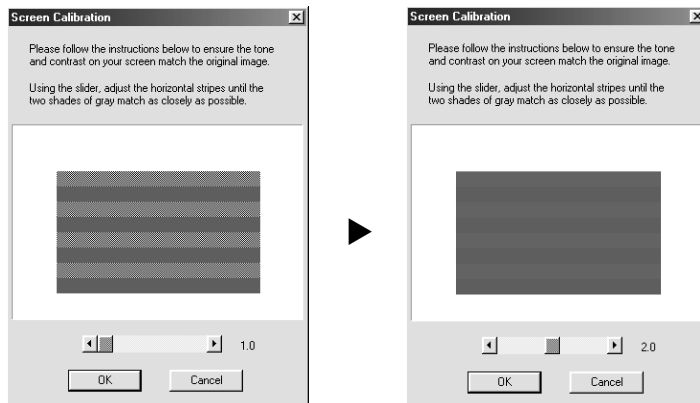 Screen Calibration
Please follow the instructions below to ensure the tone
and contrast on your screen match the original image.
Using the slider, adjust the horizontal stripes until the
two shades of gray match as closely as possible.
1.0
OK
Cancel
Screen Calibration
Please follow the instructions below to ensure the tone
and contrast on your screen match the original image.
Using the slider, adjust the horizontal stripes until the
two shades of gray match as closely as possible.
2.0
OK
Cancel